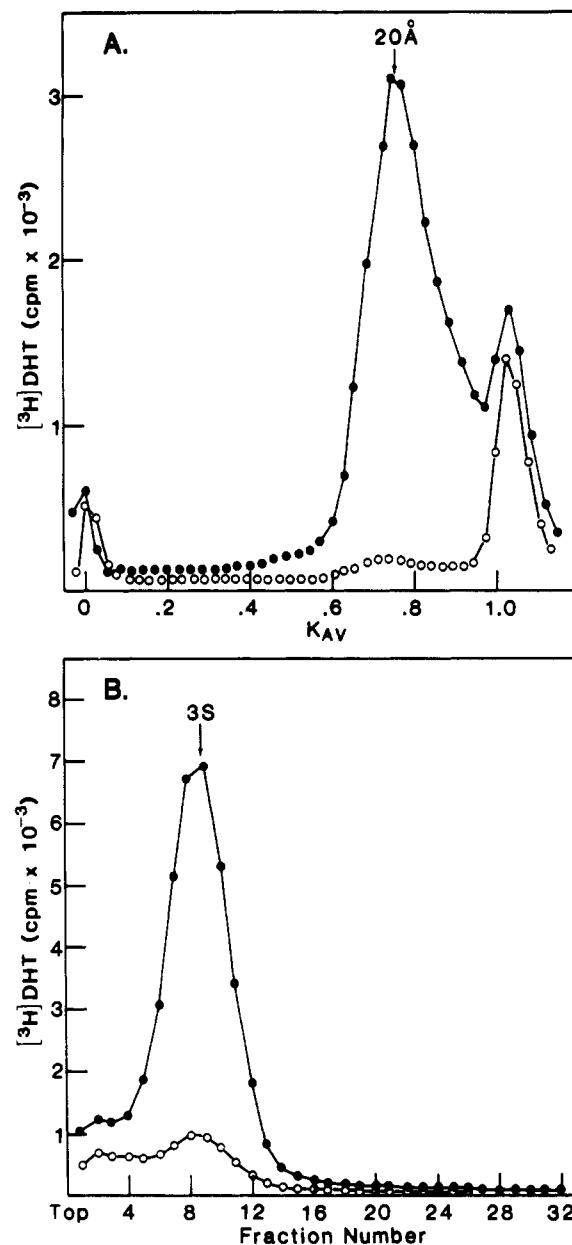 A.
20Å
3
2
1
[³H]DHT (cpm x 10⁻³)
0 .2 .4 .6 .8 1.0
K_AV
B.
3S
8
7
6
5
4
3
2
1
[³H]DHT (cpm x 10⁻³)
Top 4 8 12 16 20 24 28 32
Fraction Number